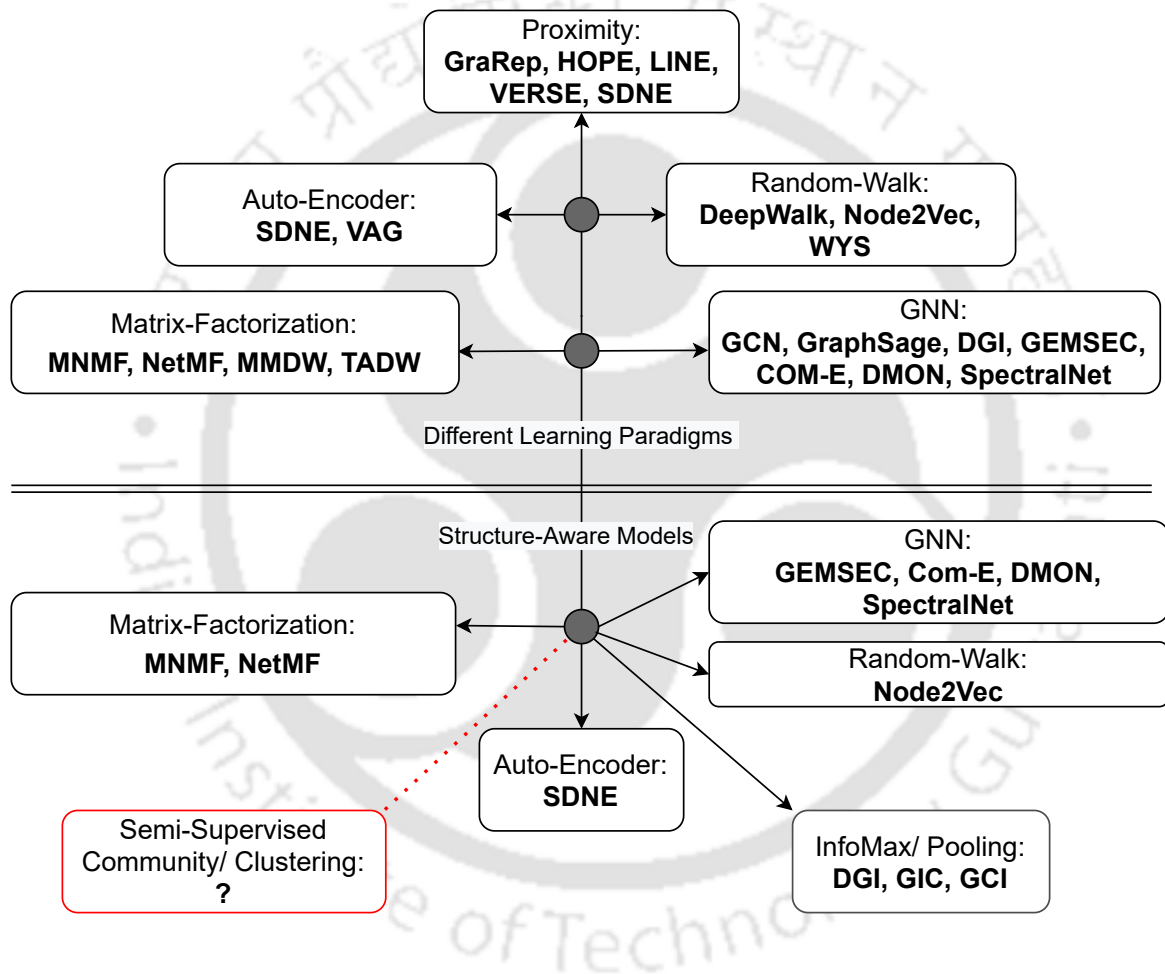 Proximity:
GraRep, HOPE, LINE,
VERSE, SDNE
Auto-Encoder:
SDNE, VAG
Random-Walk:
DeepWalk, Node2Vec,
WYS
Matrix-Factorization:
MNMF, NetMF, MMDW, TADW
GNN:
GCN, GraphSage, DGI, GEMSEC,
COM-E, DMON, SpectralNet
Different Learning Paradigms
Structure-Aware Models
GNN:
GEMSEC, Com-E, DMON,
SpectralNet
Matrix-Factorization:
MNMF, NetMF
Random-Walk:
Node2Vec
Auto-Encoder:
SDNE
Semi-Supervised
Community/ Clustering:
?
InfoMax/ Pooling:
DGI, GIC, GCI
of Technology